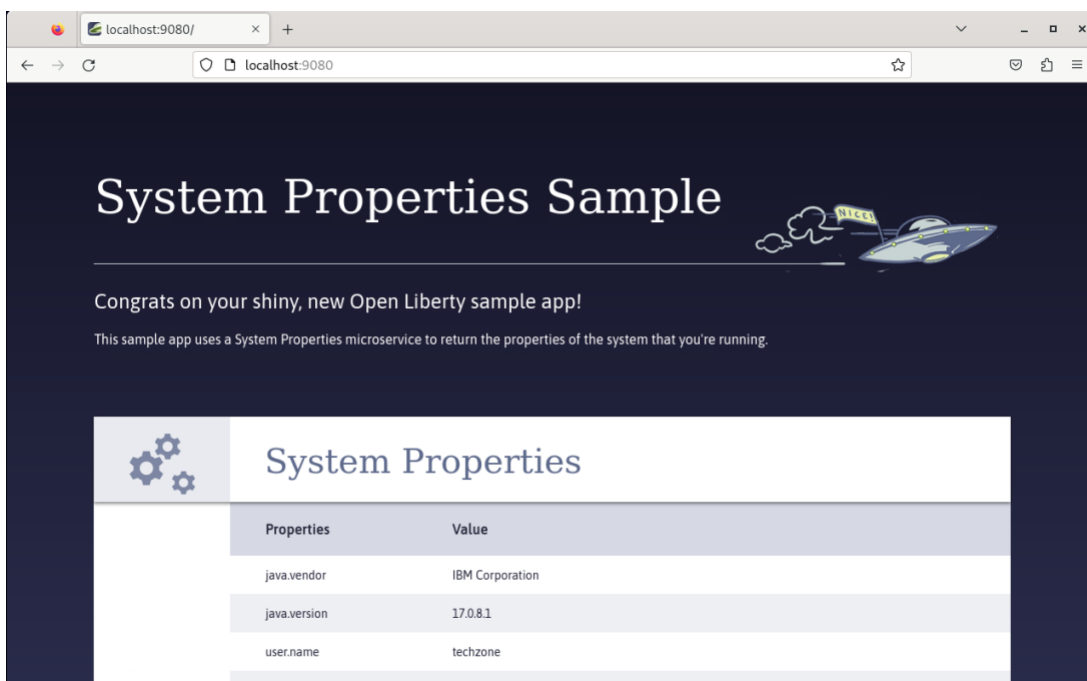 localhost:9080/
localhost:9080
System Properties Sample
NICE!
Congrats on your shiny, new Open Liberty sample app!
This sample app uses a System Properties microservice to return the properties of the system that you're running.
System Properties
Properties Value
java.vendor IBM Corporation
java.version 17.0.8.1
user.name techzone